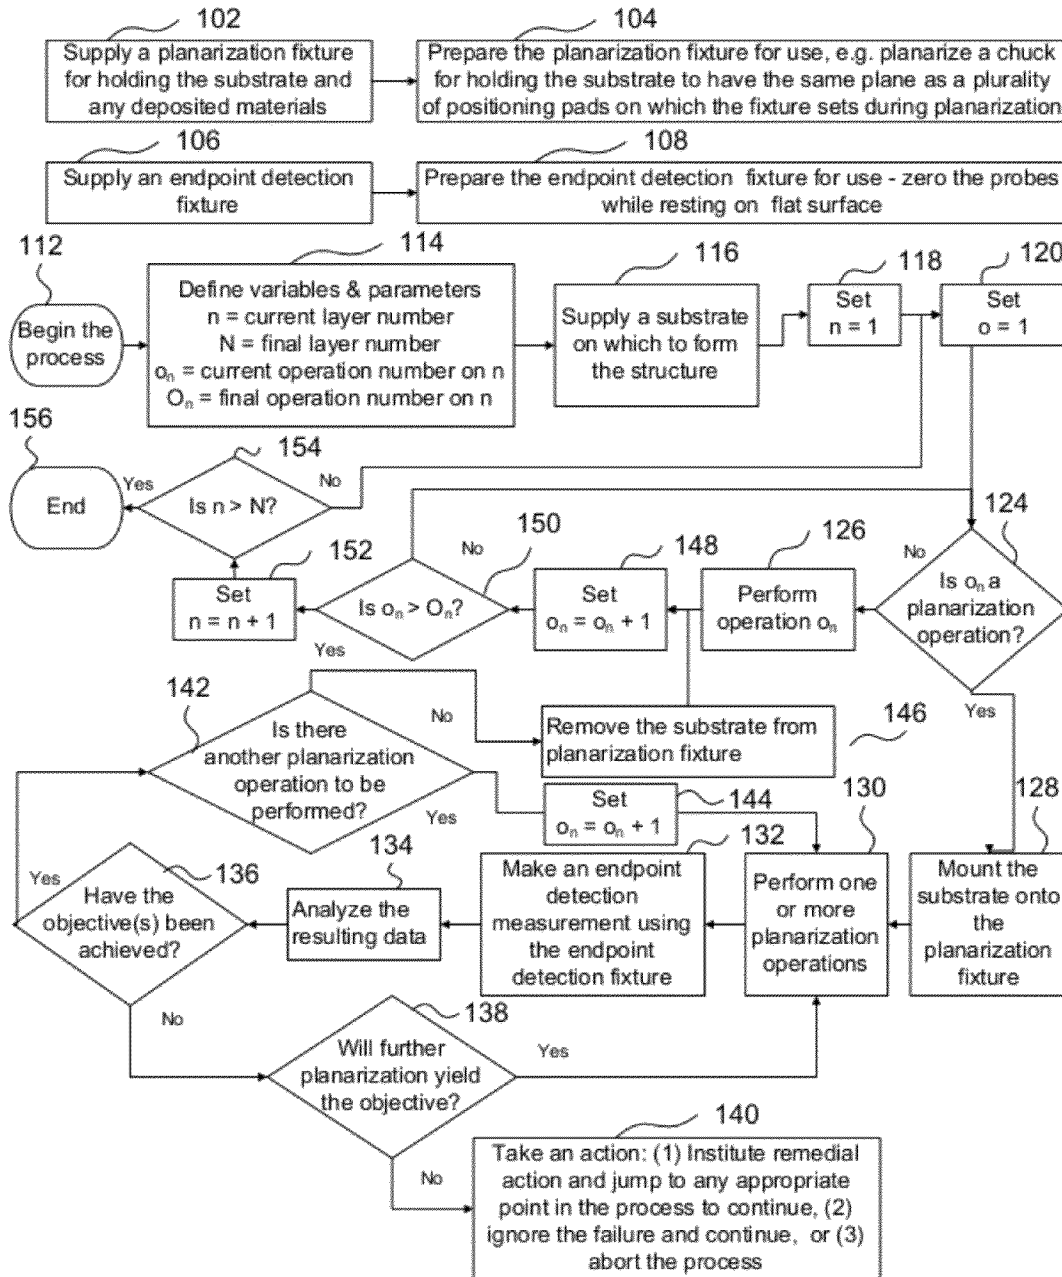 102
104
Supply a planarization fixture
for holding the substrate and
any deposited materials
Prepare the planarization fixture for use, e.g. planarize a chuck
for holding the substrate to have the same plane as a plurality
of positioning pads on which the fixture sets during planarization
106
108
Supply an endpoint detection
fixture
Prepare the endpoint detection fixture for use - zero the probes
while resting on flat surface
112
114
116
118
120
Begin the
process
Define variables & parameters
n = current layer number
N = final layer number
oₙ = current operation number on n
Oₙ = final operation number on n
Supply a substrate
on which to form
the structure
Set
n = 1
Set
o = 1
156
154
End
Yes
Is n > N?
No
124
No
Is oₙ a
planarization
operation?
Yes
126
Perform
operation oₙ
148
Set
oₙ = oₙ + 1
150
No
Is oₙ > Oₙ?
Yes
152
Set
n = n + 1
142
Is there
another planarization
operation to be
performed?
No
Yes
Remove the substrate from
planarization fixture
146
Set
oₙ = oₙ + 1
144
128
Mount the
substrate onto
the
planarization
fixture
130
Perform one
or more
planarization
operations
132
Make an endpoint
detection
measurement using
the endpoint
detection fixture
134
Analyze the
resulting data
136
Yes
Have the
objective(s) been
achieved?
No
138
Will further
planarization yield
the objective?
Yes
No
140
Take an action: (1) Institute remedial
action and jump to any appropriate
point in the process to continue, (2)
ignore the failure and continue, or (3)
abort the process